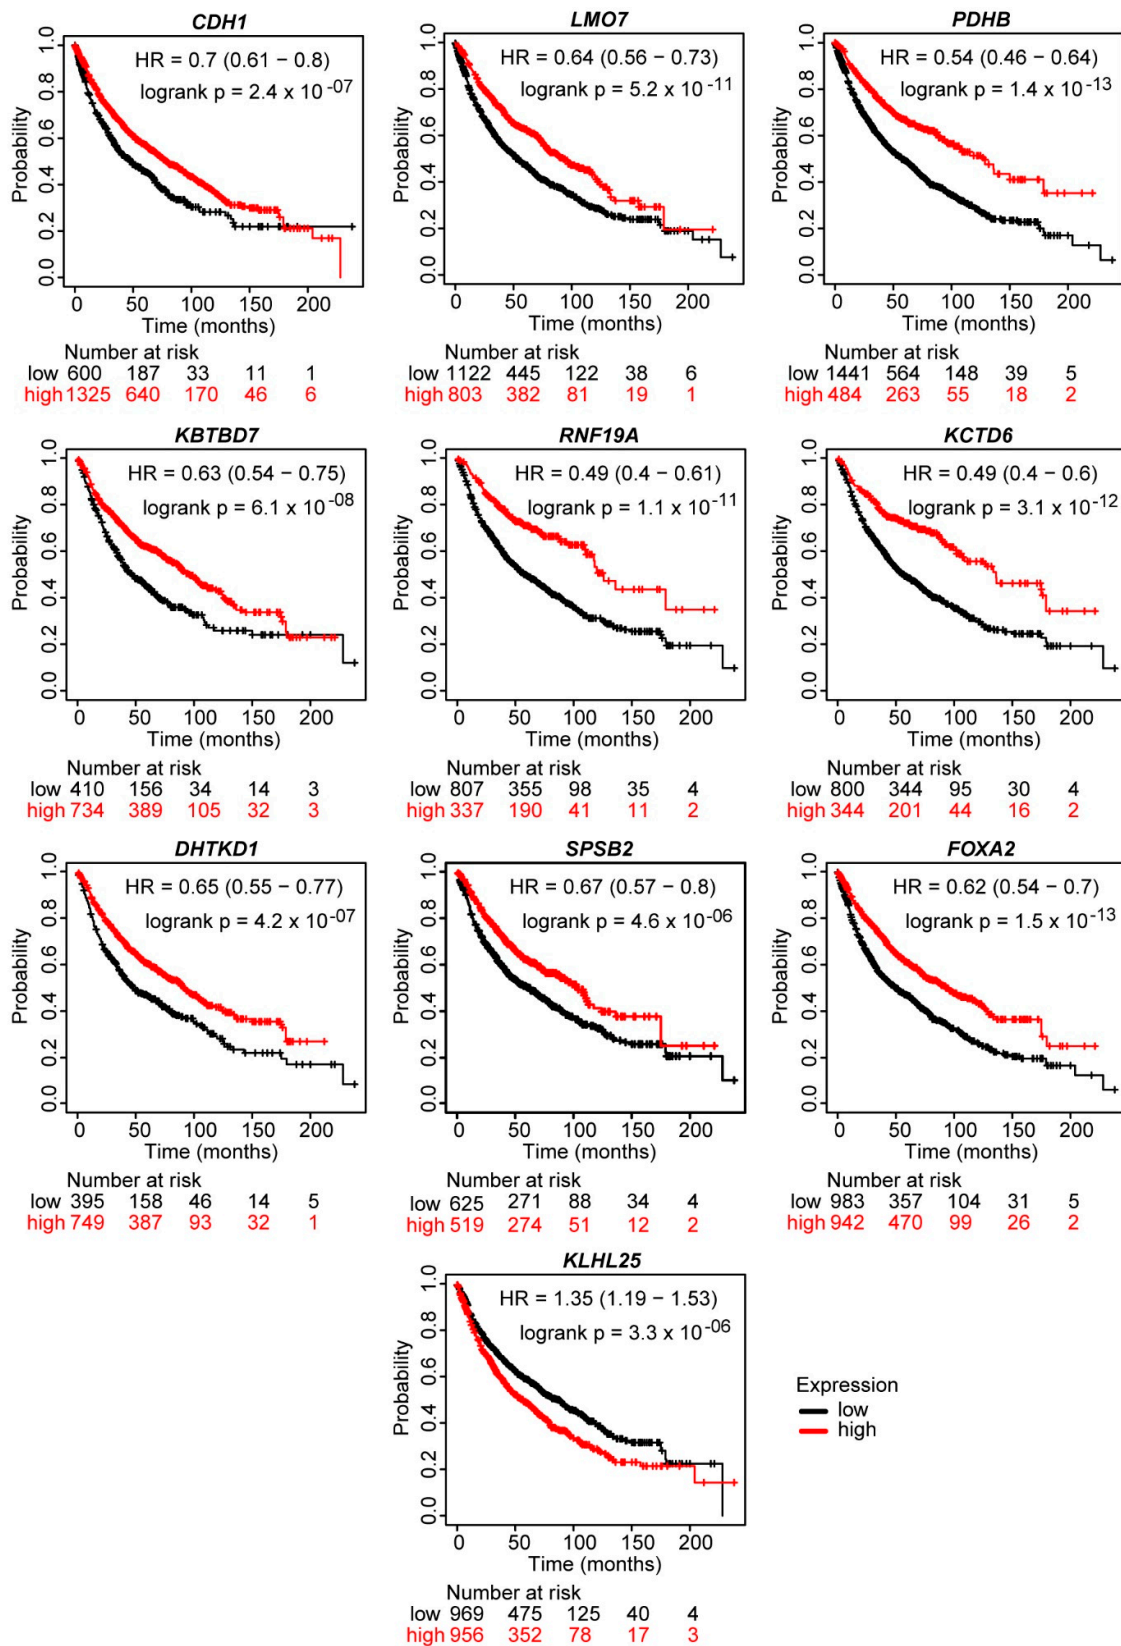 CDH1
HR = 0.7 (0.61 − 0.8)
logrank p = 2.4 x 10 -07
Probability
0.0 0.2 0.4 0.6 0.8 1.0
0 50 100 150 200
Time (months)
Number at risk
low 600 187 33 11 1
high 1325 640 170 46 6
LMO7
HR = 0.64 (0.56 − 0.73)
logrank p = 5.2 x 10 -11
Probability
0.0 0.2 0.4 0.6 0.8 1.0
0 50 100 150 200
Time (months)
Number at risk
low 1122 445 122 38 6
high 803 382 81 19 1
PDHB
HR = 0.54 (0.46 − 0.64)
logrank p = 1.4 x 10 -13
Probability
0.0 0.2 0.4 0.6 0.8 1.0
0 50 100 150 200
Time (months)
Number at risk
low 1441 564 148 39 5
high 484 263 55 18 2
KBTBD7
HR = 0.63 (0.54 − 0.75)
logrank p = 6.1 x 10 -08
Probability
0.0 0.2 0.4 0.6 0.8 1.0
0 50 100 150 200
Time (months)
Number at risk
low 410 156 34 14 3
high 734 389 105 32 3
RNF19A
HR = 0.49 (0.4 − 0.61)
logrank p = 1.1 x 10 -11
Probability
0.0 0.2 0.4 0.6 0.8 1.0
0 50 100 150 200
Time (months)
Number at risk
low 807 355 98 35 4
high 337 190 41 11 2
KCTD6
HR = 0.49 (0.4 − 0.6)
logrank p = 3.1 x 10 -12
Probability
0.0 0.2 0.4 0.6 0.8 1.0
0 50 100 150 200
Time (months)
Number at risk
low 800 344 95 30 4
high 344 201 44 16 2
DHTKD1
HR = 0.65 (0.55 − 0.77)
logrank p = 4.2 x 10 -07
Probability
0.0 0.2 0.4 0.6 0.8 1.0
0 50 100 150 200
Time (months)
Number at risk
low 395 158 46 14 5
high 749 387 93 32 1
SPSB2
HR = 0.67 (0.57 − 0.8)
logrank p = 4.6 x 10 -06
Probability
0.0 0.2 0.4 0.6 0.8 1.0
0 50 100 150 200
Time (months)
Number at risk
low 625 271 88 34 4
high 519 274 51 12 2
FOXA2
HR = 0.62 (0.54 − 0.7)
logrank p = 1.5 x 10 -13
Probability
0.0 0.2 0.4 0.6 0.8 1.0
0 50 100 150 200
Time (months)
Number at risk
low 983 357 104 31 5
high 942 470 99 26 2
KLHL25
HR = 1.35 (1.19 − 1.53)
logrank p = 3.3 x 10 -06
Probability
0.0 0.2 0.4 0.6 0.8 1.0
0 50 100 150 200
Time (months)
Number at risk
low 969 475 125 40 4
high 956 352 78 17 3
Expression
low
high